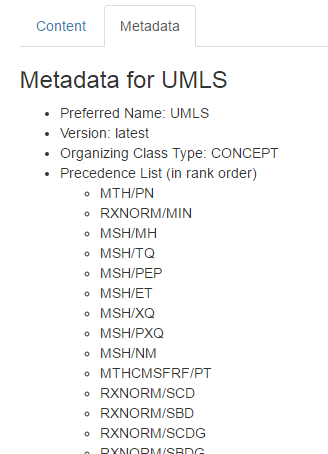 Content Metadata
Metadata for UMLS
Preferred Name: UMLS
Version: latest
Organizing Class Type: CONCEPT
Precedence List (in rank order)
MTH/PN
RXNORM/MIN
MSH/MH
MSH/TQ
MSH/PEP
MSH/ET
MSH/XQ
MSH/PXQ
MSH/NM
MTHCMSFRF/PT
RXNORM/SCD
RXNORM/SBD
RXNORM/SCDG
RXNORM/SBDG